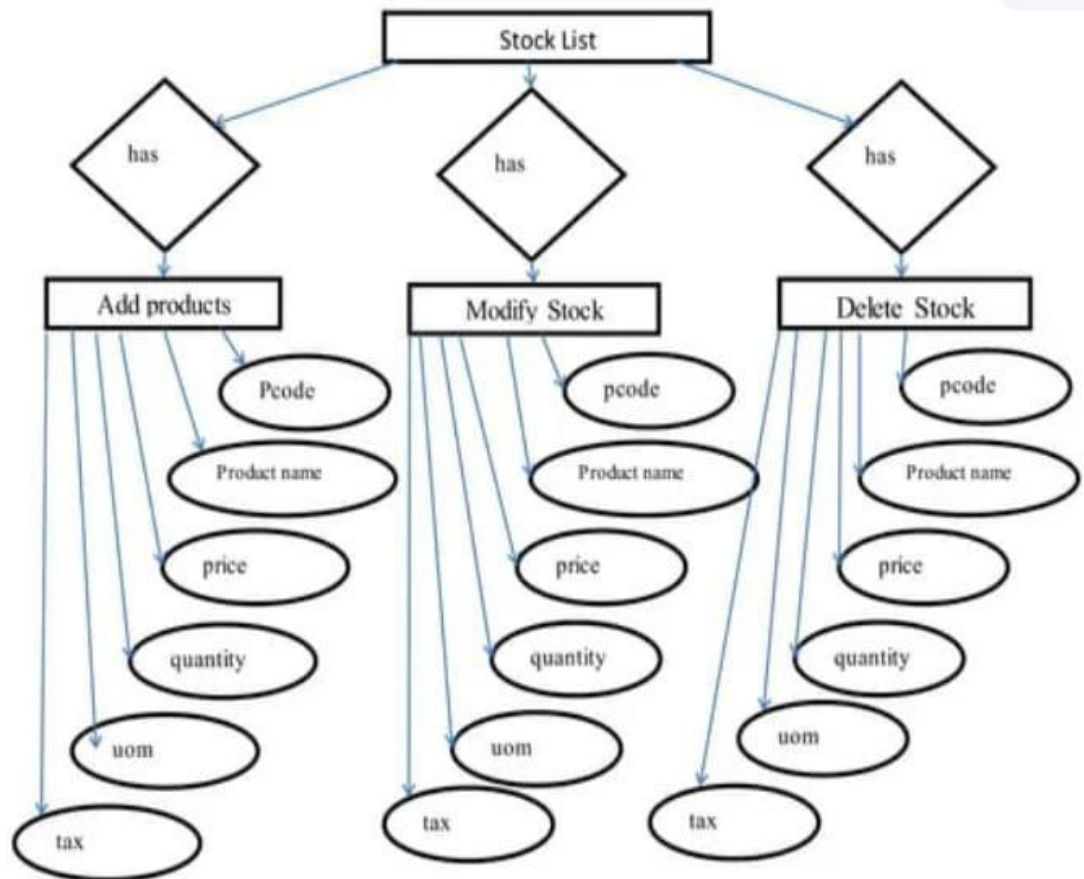 Stock List
has
has
has
Add products
Modify Stock
Delete Stock
Pcode
pcode
pcode
Product name
Product name
Product name
price
price
price
quantity
quantity
quantity
uom
uom
uom
tax
tax
tax